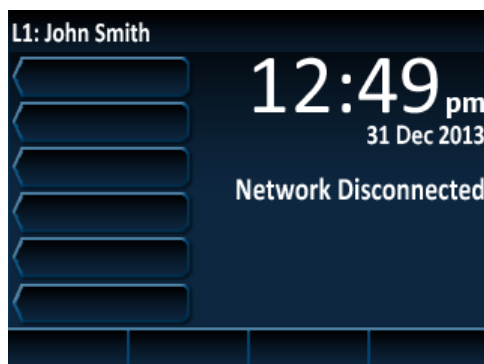 L1: John Smith
12:49 pm
31 Dec 2013
Network Disconnected